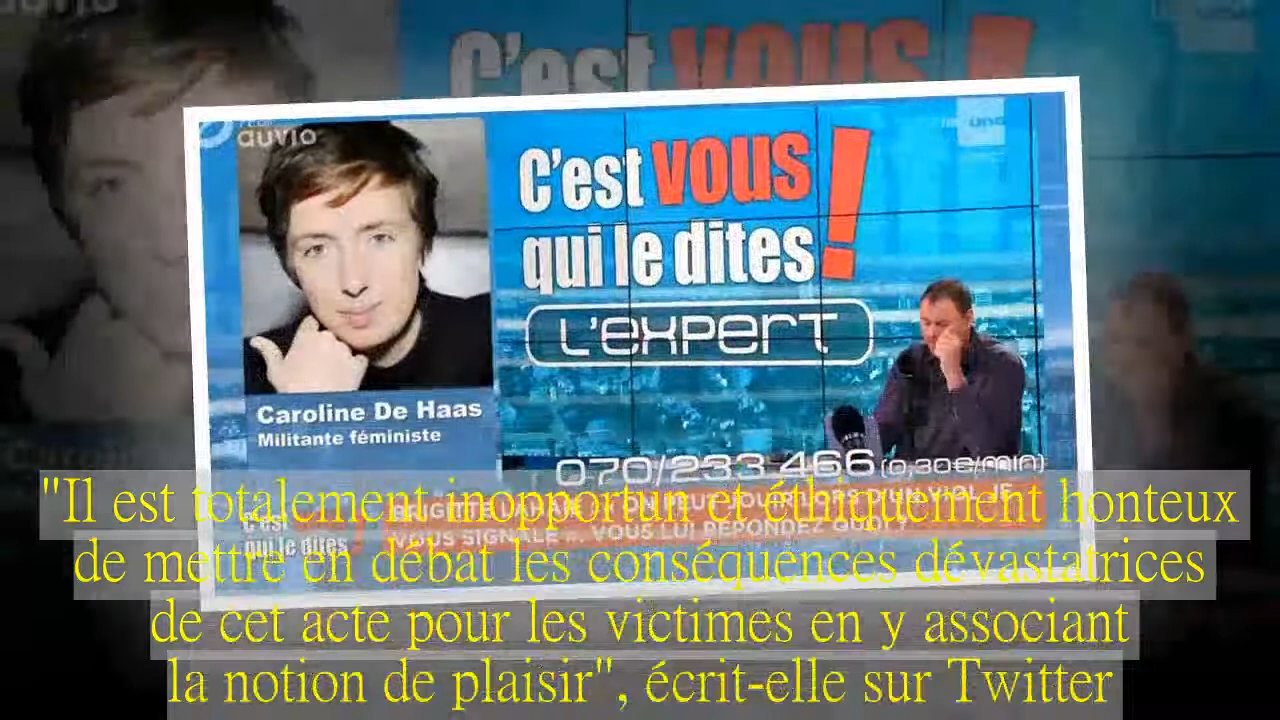 auvio
C'est vous !
qui le dites !
L'EXPERT
Caroline De Haas
Militante féministe
070/233 466 (0,30€/min)
C'est
qui le dites
"Il est totalement inopportun et éthiquement honteux
de mettre en débat les conséquences dévastatrices
de cet acte pour les victimes en y associant
la notion de plaisir", écrit-elle sur Twitter